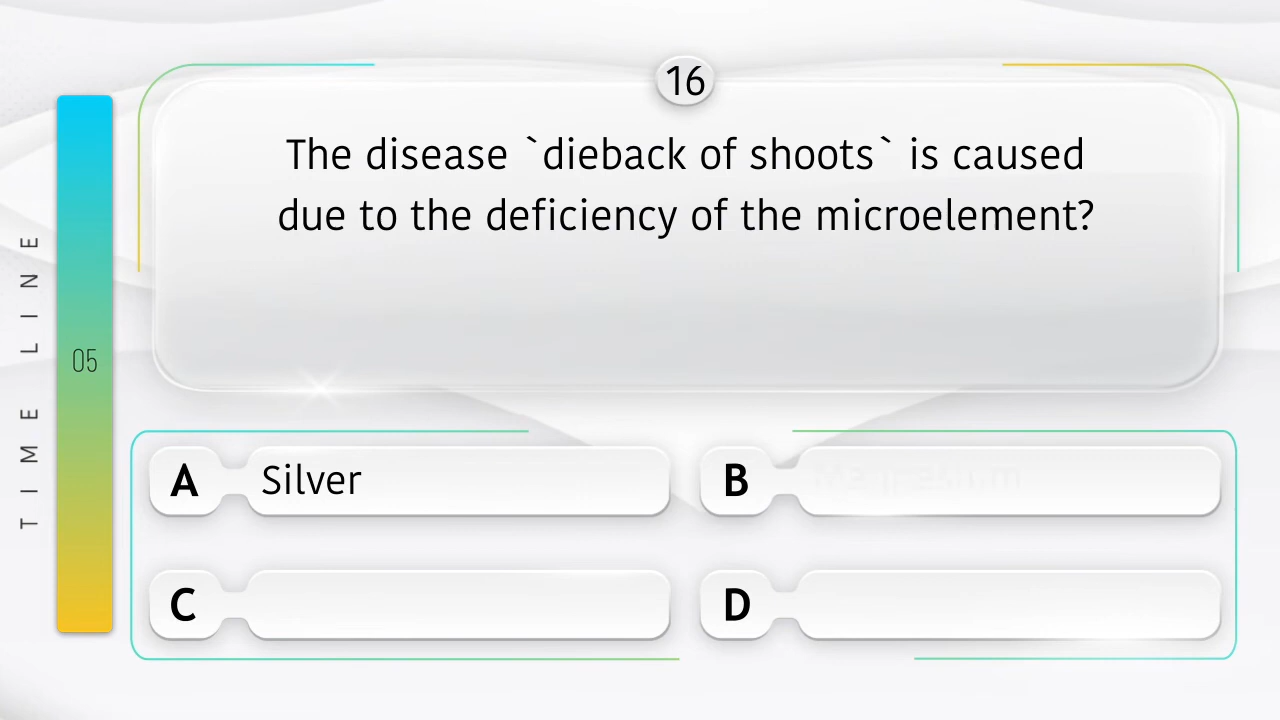 16
The disease `dieback of shoots` is caused
due to the deficiency of the microelement?
TIME LINE
05
A Silver
B
C
D